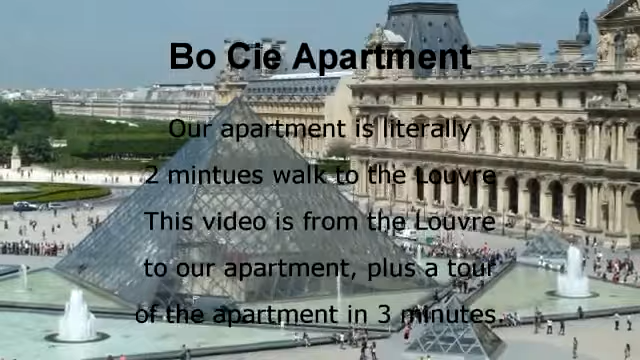 Bo Cie Apartment
Our apartment is literally
2 mintues walk to the Louvre
This video is from the Louvre
to our apartment, plus a tour
of the apartment in 3 minutes.